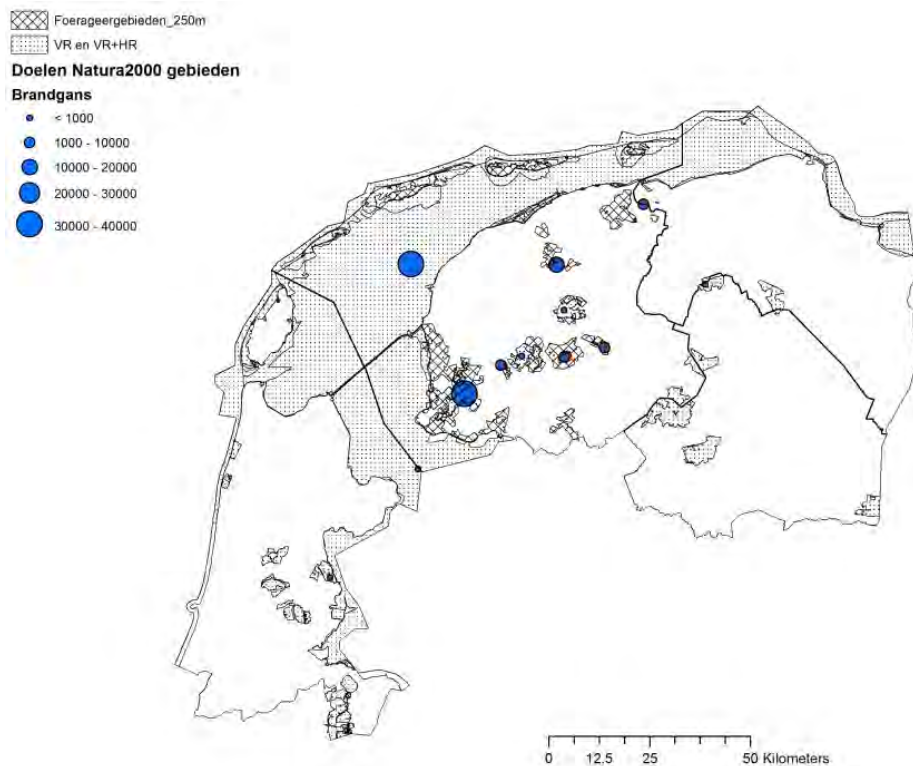 Foerageergebieden_250m
VR en VR+HR
Doelen Natura2000 gebieden
Brandgans
< 1000
1000 - 10000
10000 - 20000
20000 - 30000
30000 - 40000
0 12.5 25 50 Kilometers